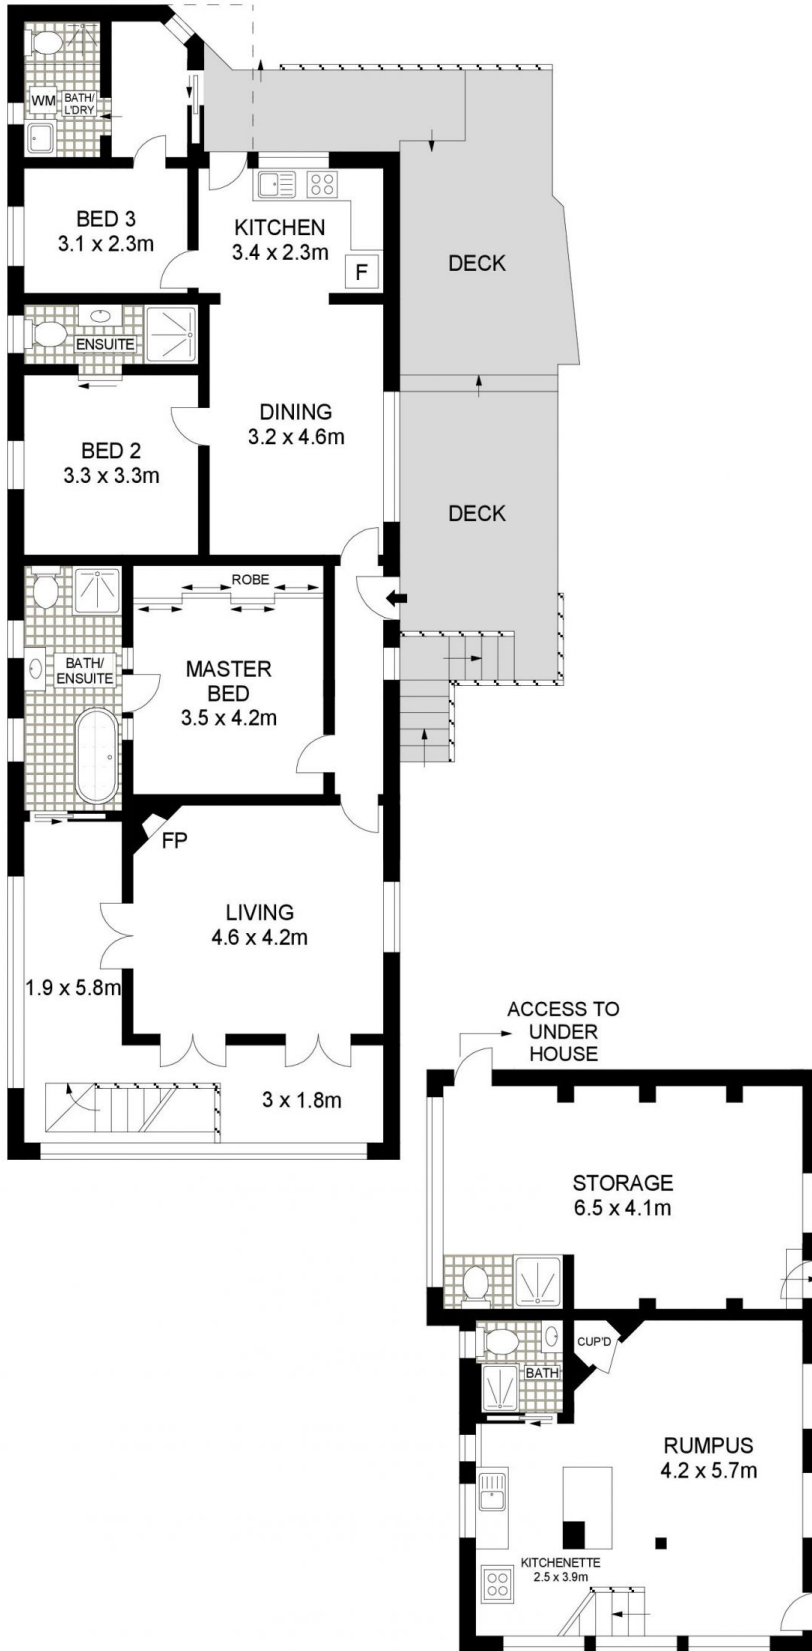 WM
BATH/
L'DRY
BED 3
3.1 x 2.3m
KITCHEN
3.4 x 2.3m
F
DECK
ENSUITE
DINING
3.2 x 4.6m
BED 2
3.3 x 3.3m
DECK
ROBE
BATH/
ENSUITE
MASTER
BED
3.5 x 4.2m
FP
LIVING
4.6 x 4.2m
1.9 x 5.8m
3 x 1.8m
ACCESS TO
UNDER
HOUSE
STORAGE
6.5 x 4.1m
CUP'D
BATH
RUMPUS
4.2 x 5.7m
KITCHENETTE
2.5 x 3.9m